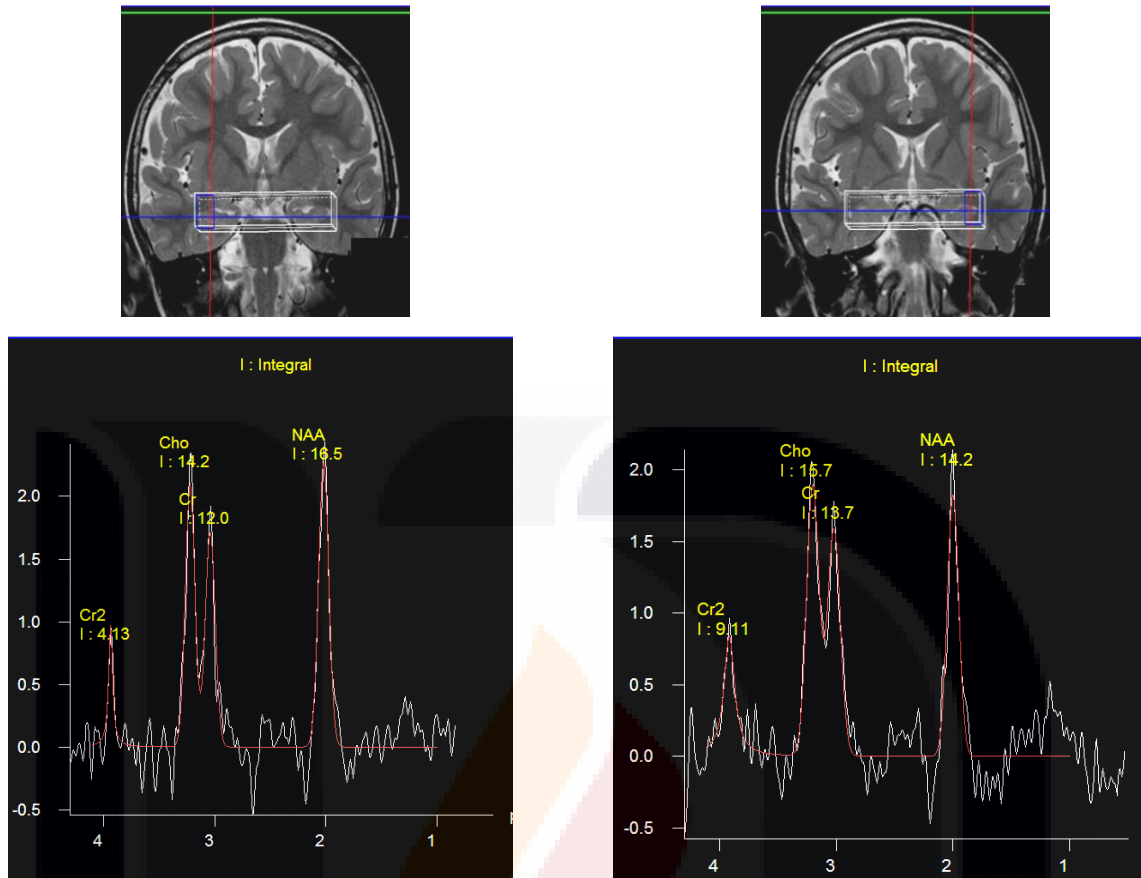 I : Integral
Cho
I : 14.2
NAA
I : 16.5
Cr
I : 12.0
Cr2
I : 4.13
2.0
1.5
1.0
0.5
0.0
-0.5
4 3 2 1
I : Integral
Cho
I : 15.7
NAA
I : 14.2
Cr
I : 13.7
Cr2
I : 9.11
2.0
1.5
1.0
0.5
0.0
-0.5
4 3 2 1